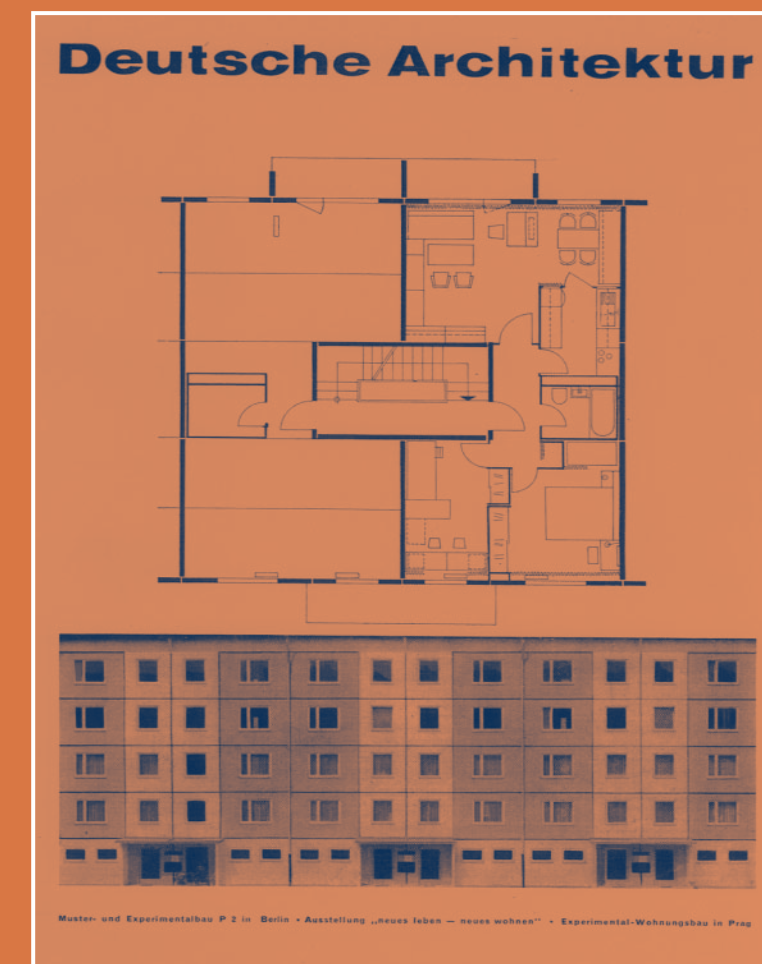 Deutsche Architektur
Muster- und Experimentalbau P 2 in Berlin • Ausstellung „neues leben — neues wohnen“ • Experimental-Wohnungsbau in Prag